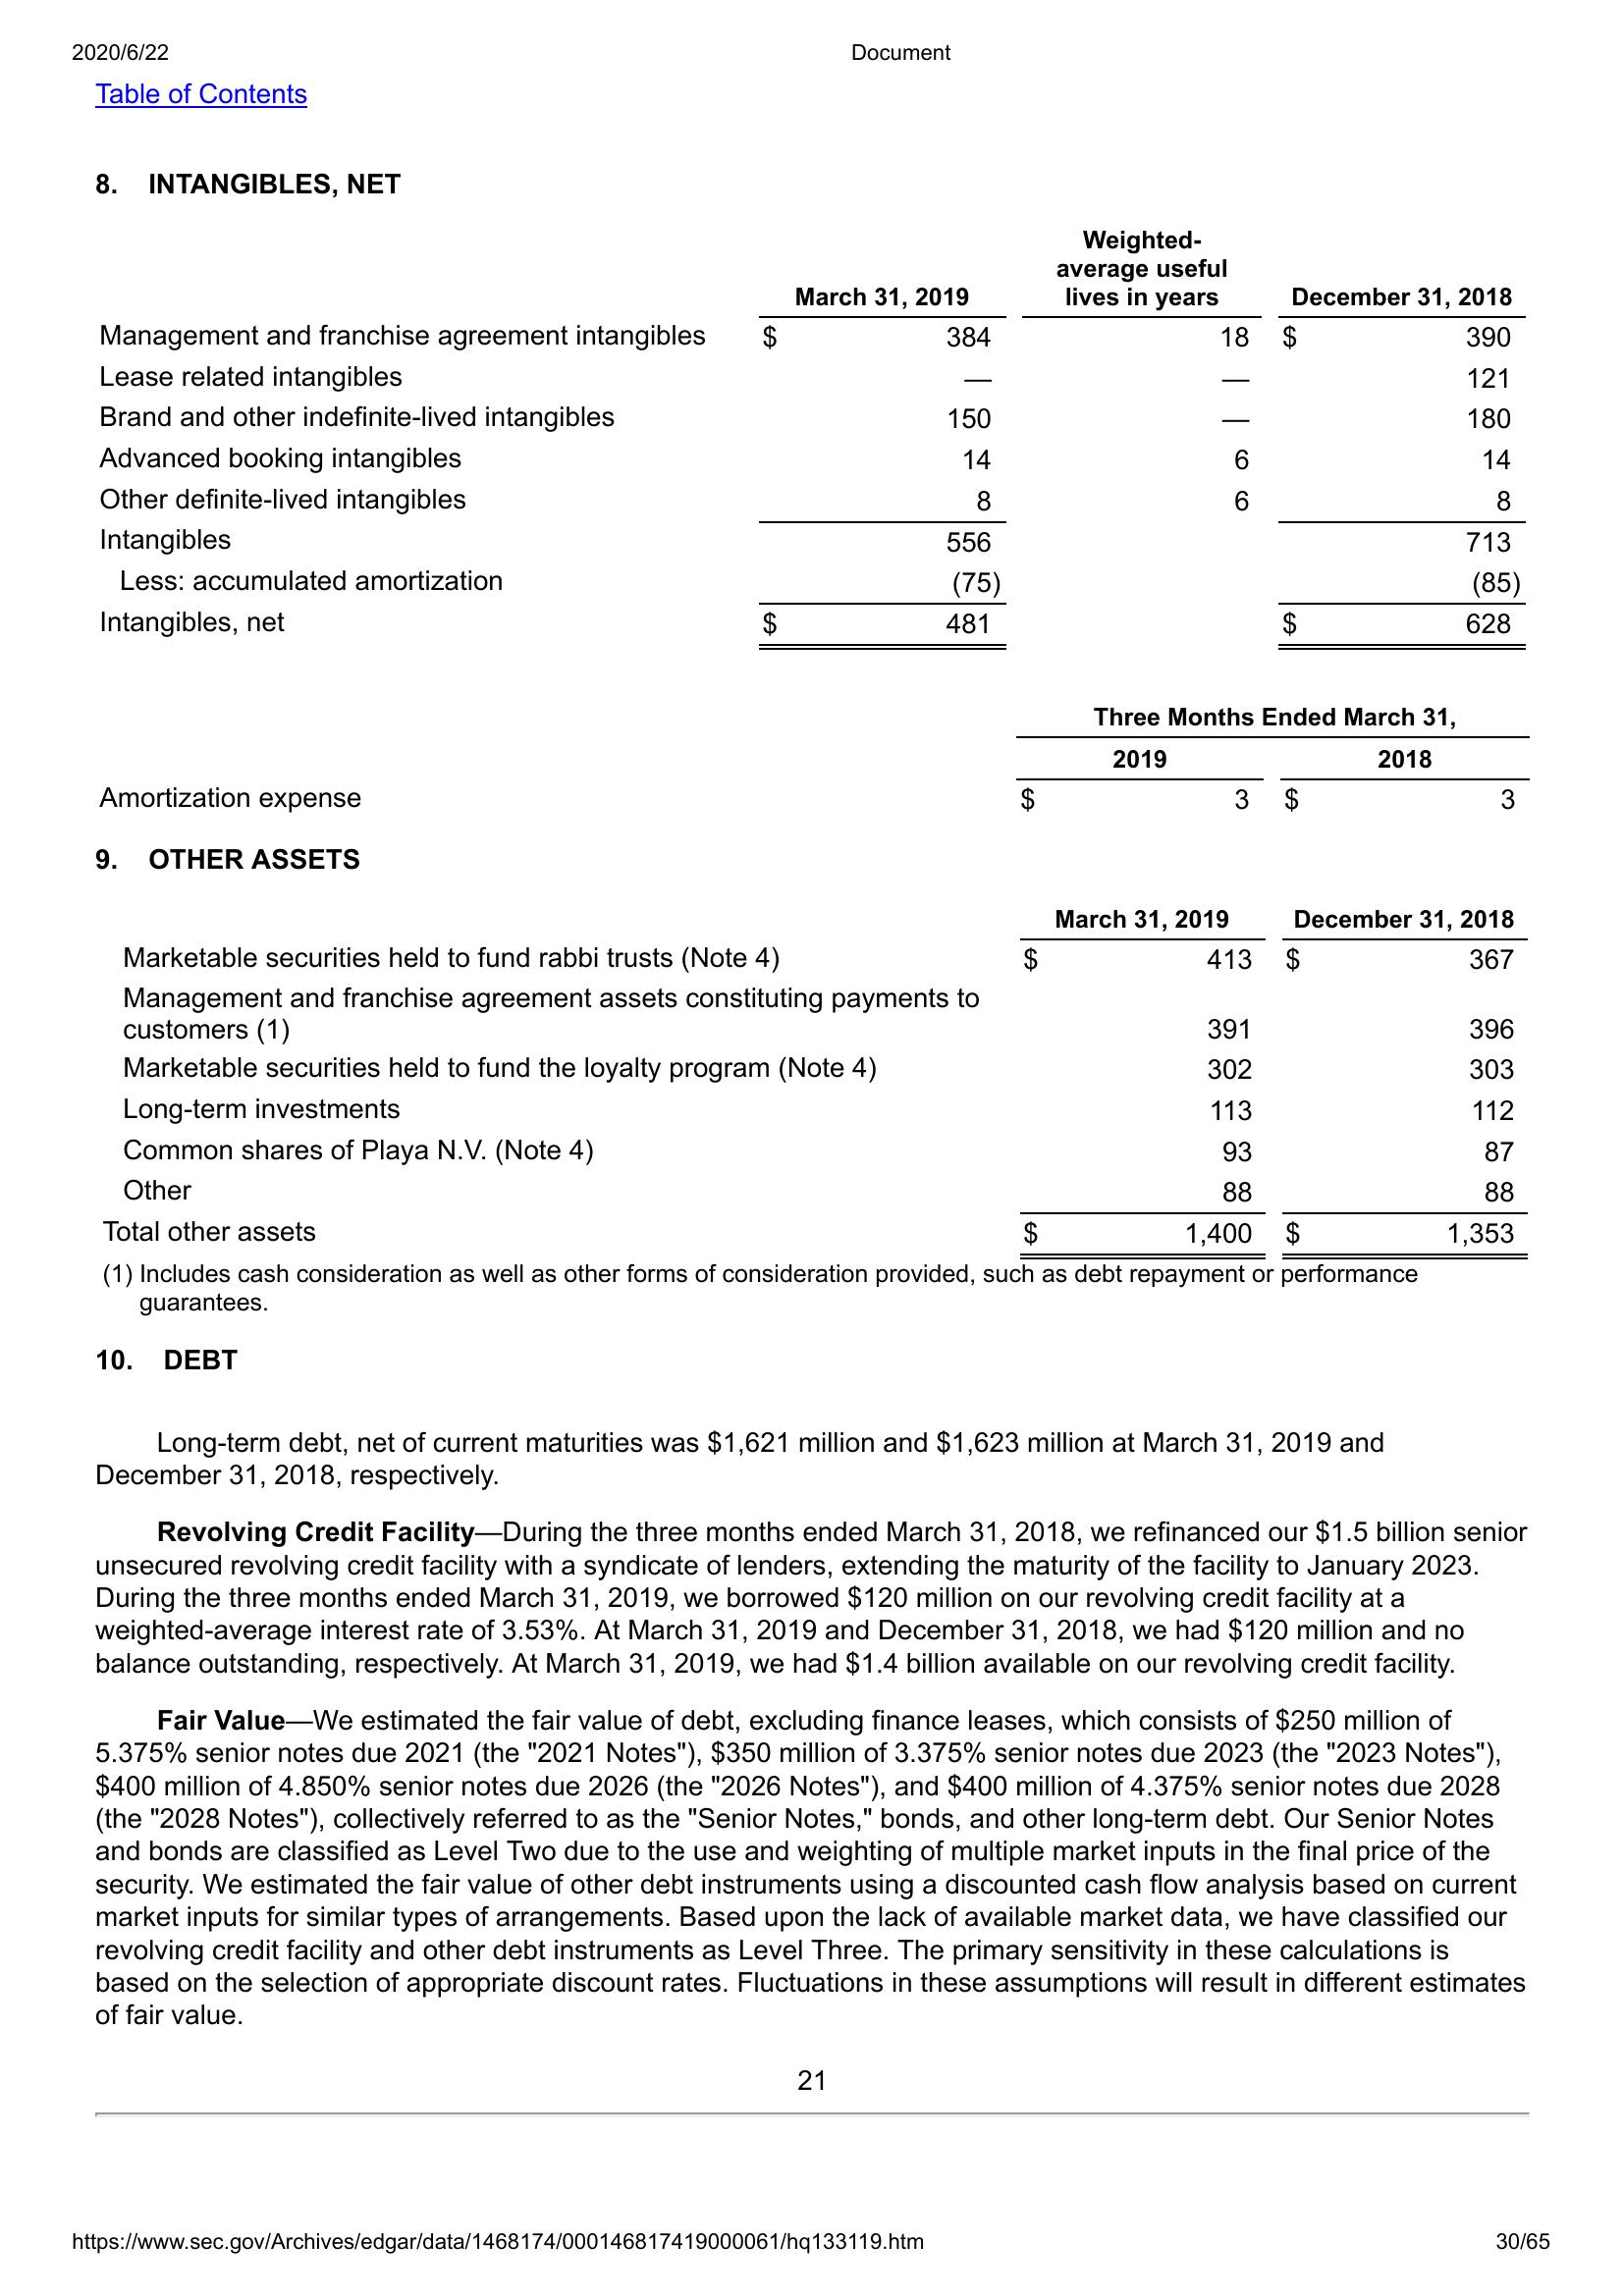 2020/6/22 Document
Table of Contents
8. INTANGIBLES, NET
Weighted-
average useful
March 31, 2019 lives in years December 31, 2018
Management and franchise agreement intangibles $ 384 18 $ 390
Lease related intangibles — — 121
Brand and other indefinite-lived intangibles 150 — 180
Advanced booking intangibles 14 6 14
Other definite-lived intangibles 8 6 8
Intangibles 556 713
Less: accumulated amortization (75) (85)
Intangibles, net $ 481 $ 628
Three Months Ended March 31,
2019 2018
Amortization expense $ 3 $ 3
9. OTHER ASSETS
March 31, 2019 December 31, 2018
Marketable securities held to fund rabbi trusts (Note 4) $ 413 $ 367
Management and franchise agreement assets constituting payments to
customers (1) 391 396
Marketable securities held to fund the loyalty program (Note 4) 302 303
Long-term investments 113 112
Common shares of Playa N.V. (Note 4) 93 87
Other 88 88
Total other assets $ 1,400 $ 1,353
(1) Includes cash consideration as well as other forms of consideration provided, such as debt repayment or performance
guarantees.
10. DEBT
Long-term debt, net of current maturities was $1,621 million and $1,623 million at March 31, 2019 and
December 31, 2018, respectively.
Revolving Credit Facility—During the three months ended March 31, 2018, we refinanced our $1.5 billion senior
unsecured revolving credit facility with a syndicate of lenders, extending the maturity of the facility to January 2023.
During the three months ended March 31, 2019, we borrowed $120 million on our revolving credit facility at a
weighted-average interest rate of 3.53%. At March 31, 2019 and December 31, 2018, we had $120 million and no
balance outstanding, respectively. At March 31, 2019, we had $1.4 billion available on our revolving credit facility.
Fair Value—We estimated the fair value of debt, excluding finance leases, which consists of $250 million of
5.375% senior notes due 2021 (the "2021 Notes"), $350 million of 3.375% senior notes due 2023 (the "2023 Notes"),
$400 million of 4.850% senior notes due 2026 (the "2026 Notes"), and $400 million of 4.375% senior notes due 2028
(the "2028 Notes"), collectively referred to as the "Senior Notes," bonds, and other long-term debt. Our Senior Notes
and bonds are classified as Level Two due to the use and weighting of multiple market inputs in the final price of the
security. We estimated the fair value of other debt instruments using a discounted cash flow analysis based on current
market inputs for similar types of arrangements. Based upon the lack of available market data, we have classified our
revolving credit facility and other debt instruments as Level Three. The primary sensitivity in these calculations is
based on the selection of appropriate discount rates. Fluctuations in these assumptions will result in different estimates
of fair value.
21
https://www.sec.gov/Archives/edgar/data/1468174/000146817419000061/hq133119.htm 30/65